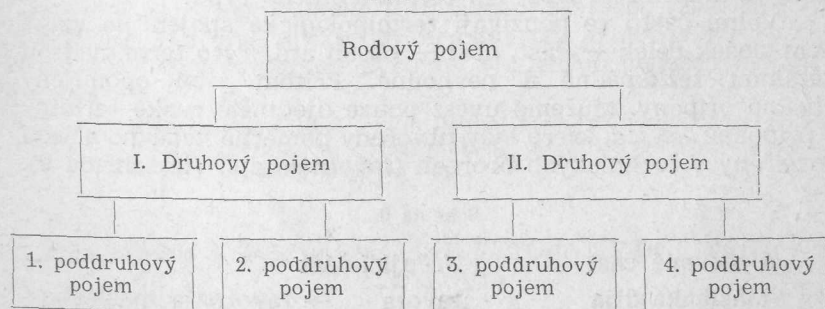 Rodový pojem
I. Druhový pojem
II. Druhový pojem
1. poddruhový
pojem
2. poddruhový
pojem
3. poddruhový
pojem
4. poddruhový
pojem